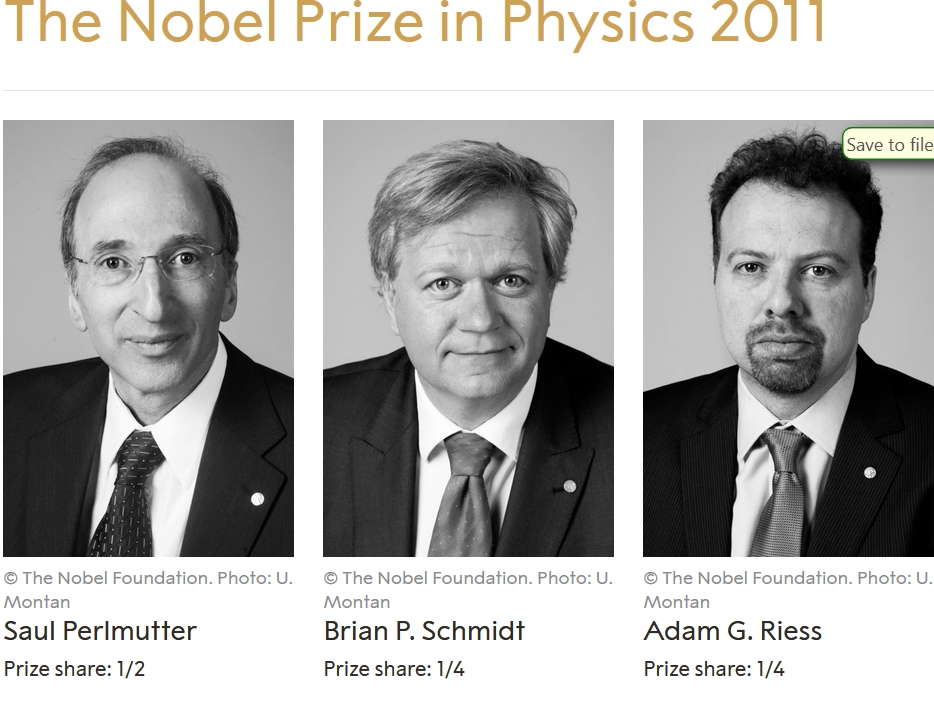 The Nobel Prize in Physics 2011
Save to file
© The Nobel Foundation. Photo: U.
Montan
Saul Perlmutter
Prize share: 1/2
© The Nobel Foundation. Photo: U.
Montan
Brian P. Schmidt
Prize share: 1/4
© The Nobel Foundation. Photo: U.
Montan
Adam G. Riess
Prize share: 1/4